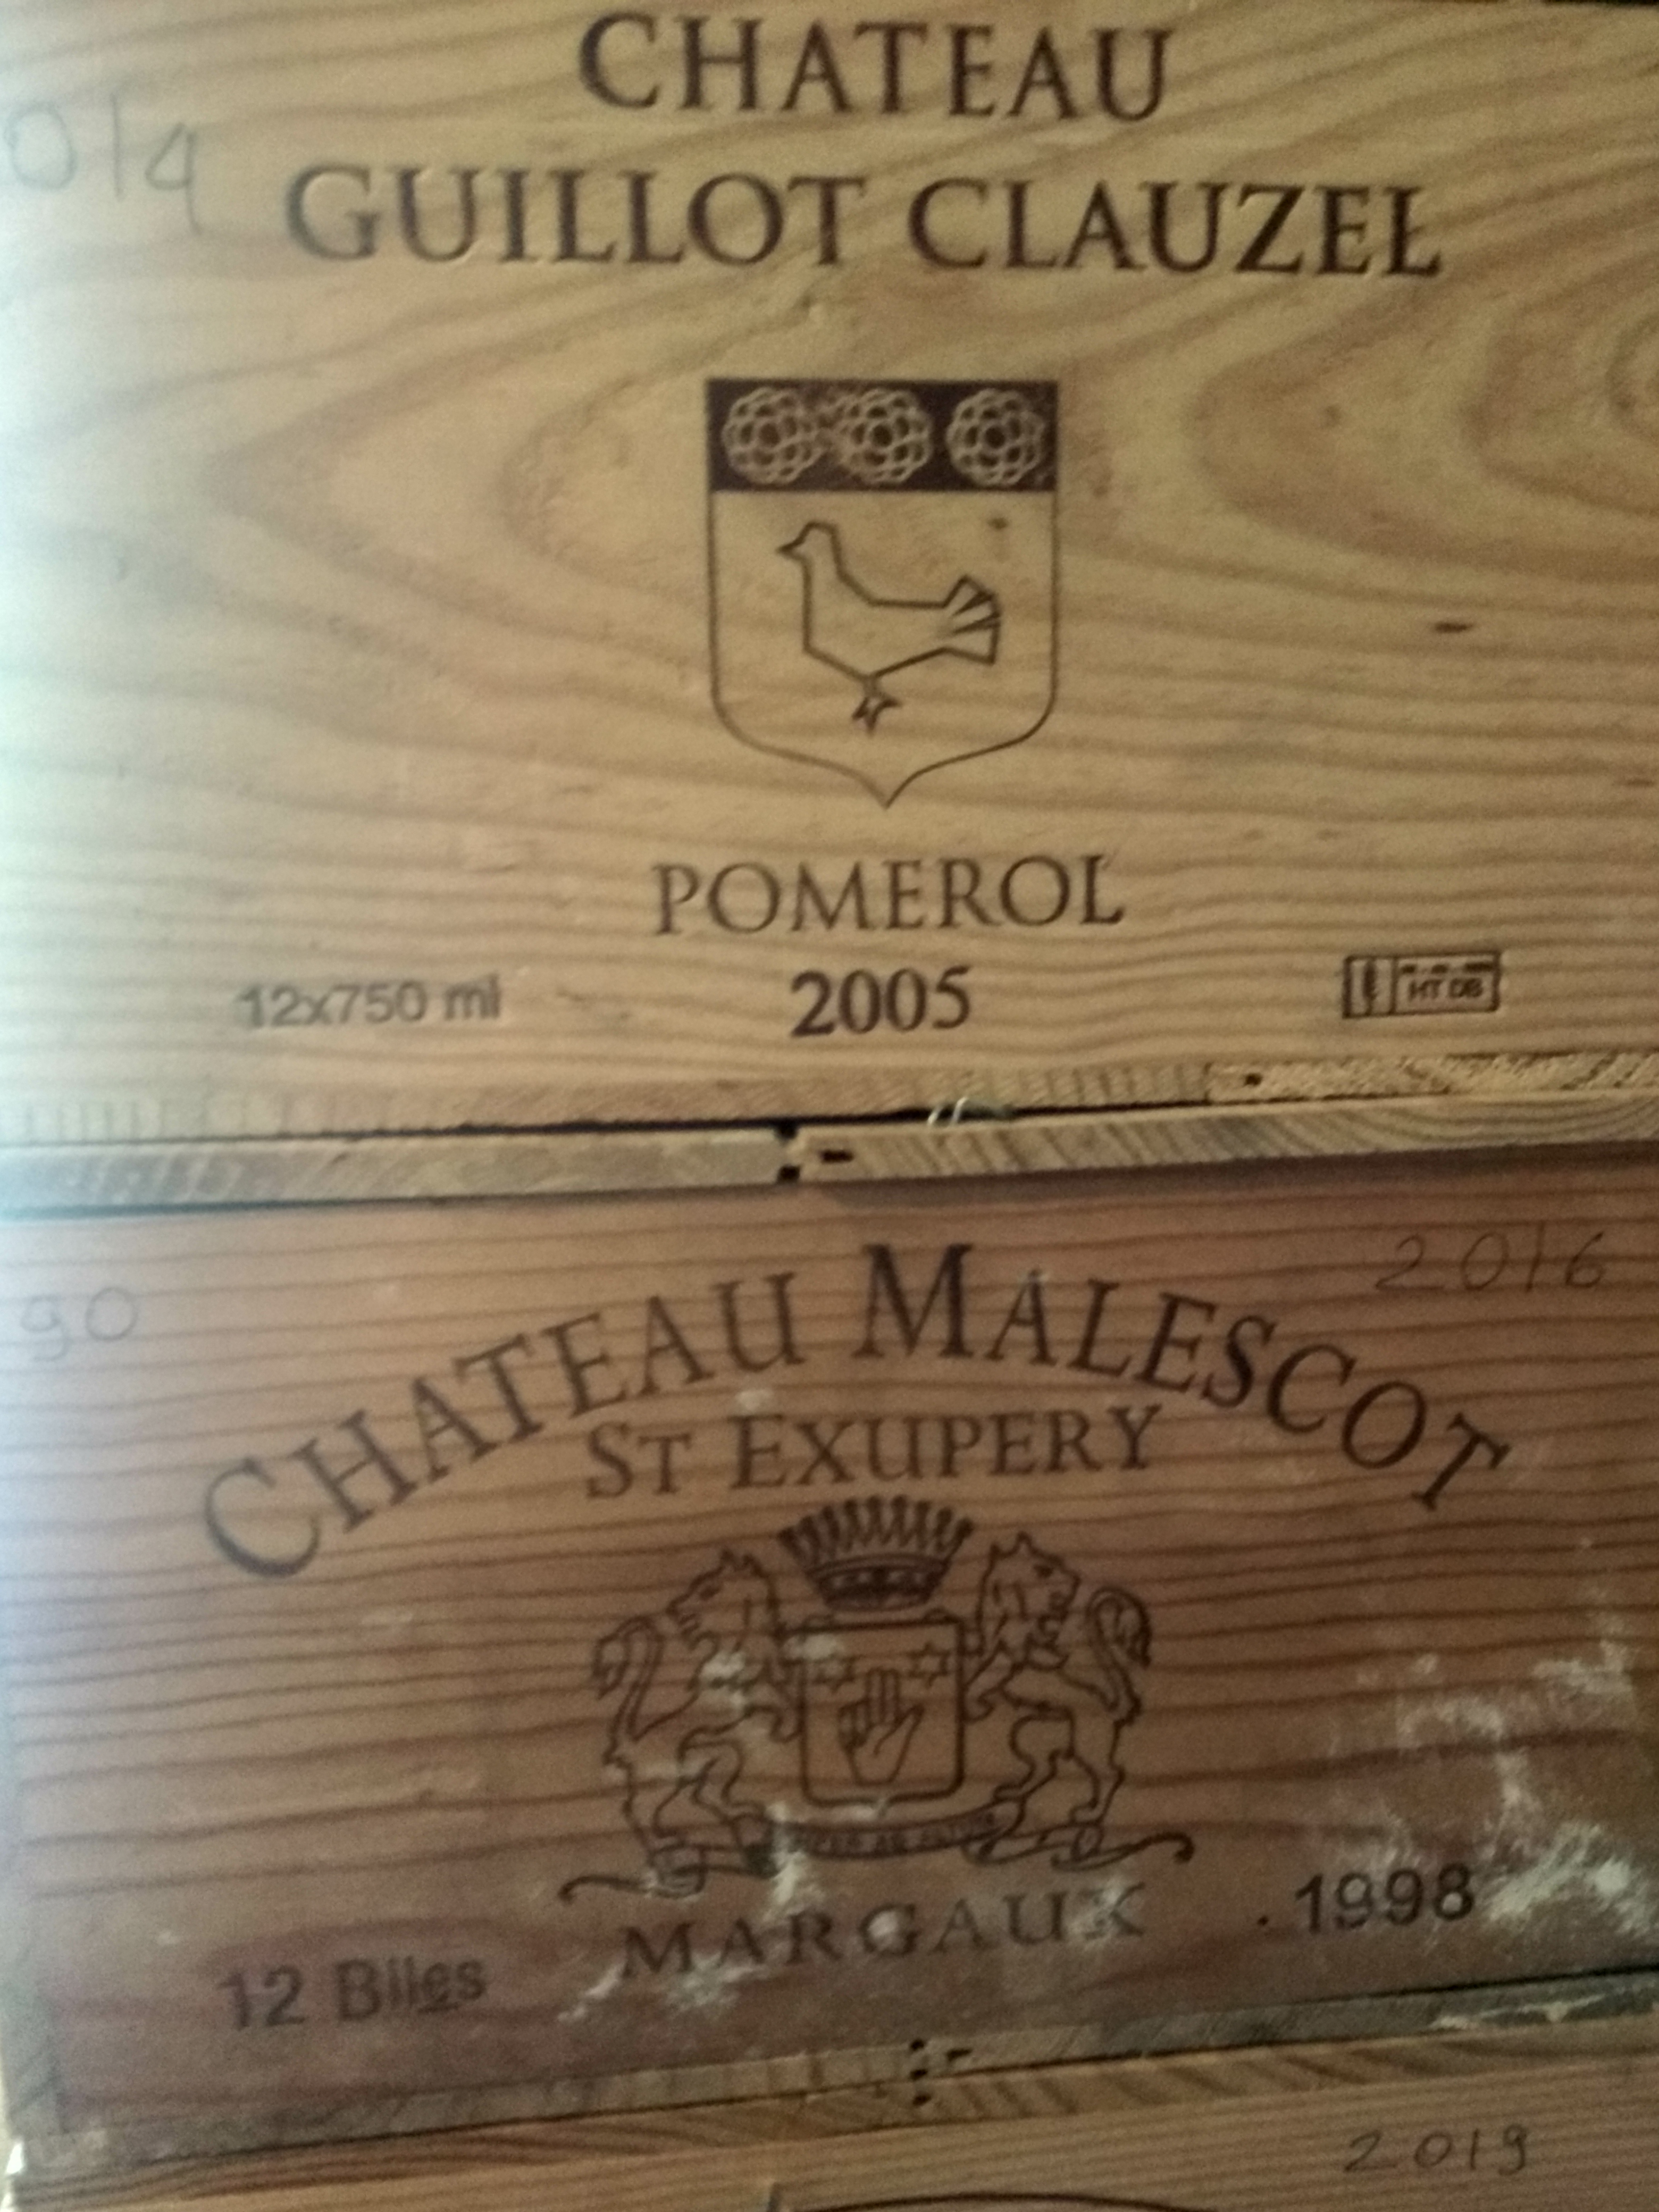 CHATEAU
014
GUILLOT CLAUZEL
POMEROL
12x750 ml
2005
HT DB
2016
90
CHATEAU MALESCOT
ST EXUPERY
MARGAUX
. 1998
12 Blles
2019